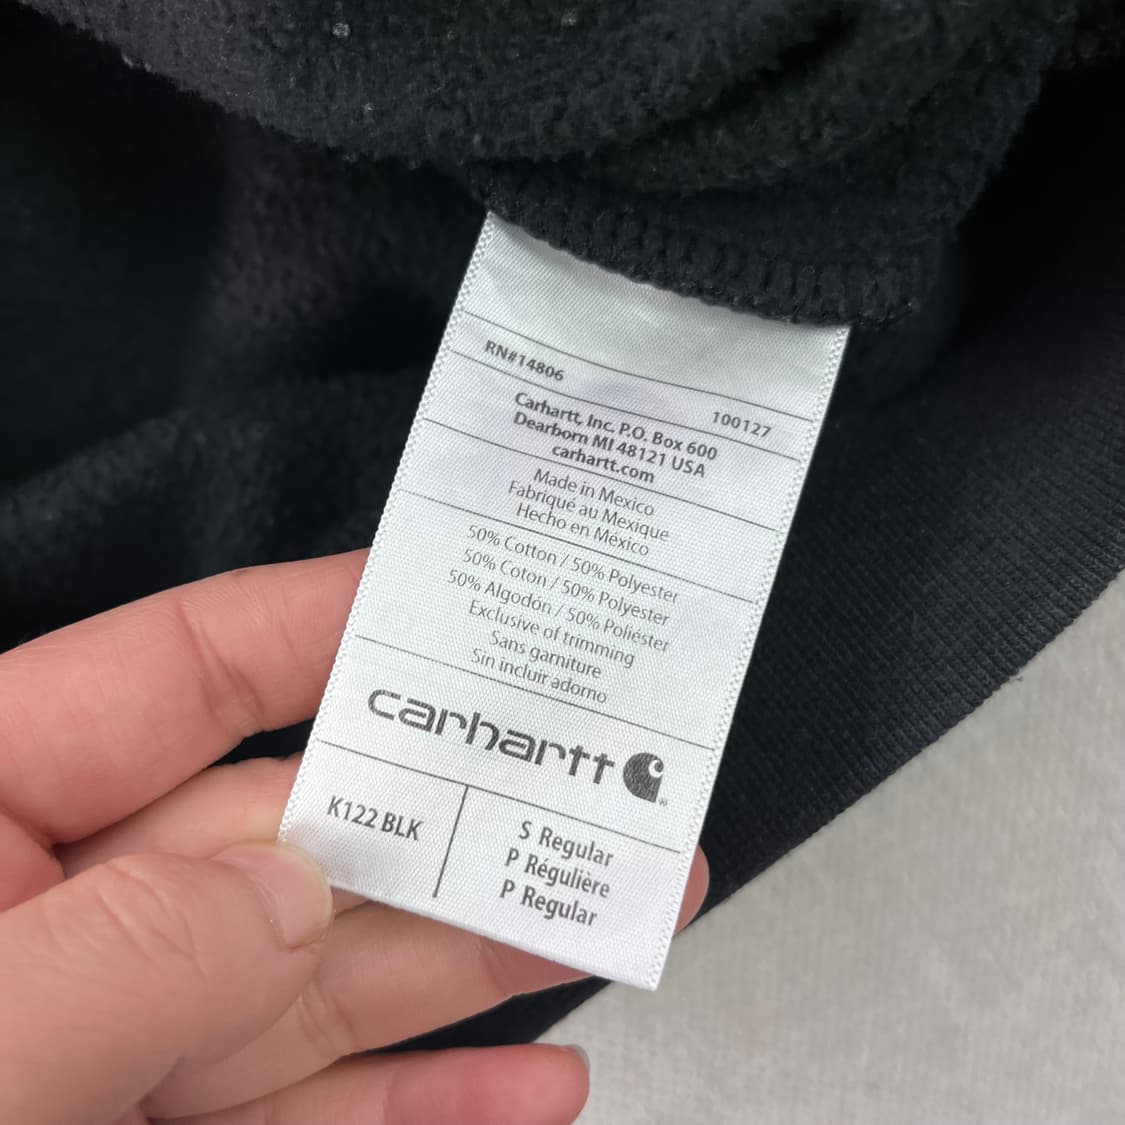 RN#14806
100127
Carhartt, Inc. P.O. Box 600
Dearborn MI 48121 USA
carhartt.com
Made in Mexico
Fabriqué au Mexique
Hecho en México
50% Cotton / 50% Polyester
50% Coton / 50% Polyester
50% Algodón / 50% Poliéster
Exclusive of trimming
Sans garniture
Sin incluir adorno
carhartt
K122 BLK
S Regular
P Régulière
P Regular